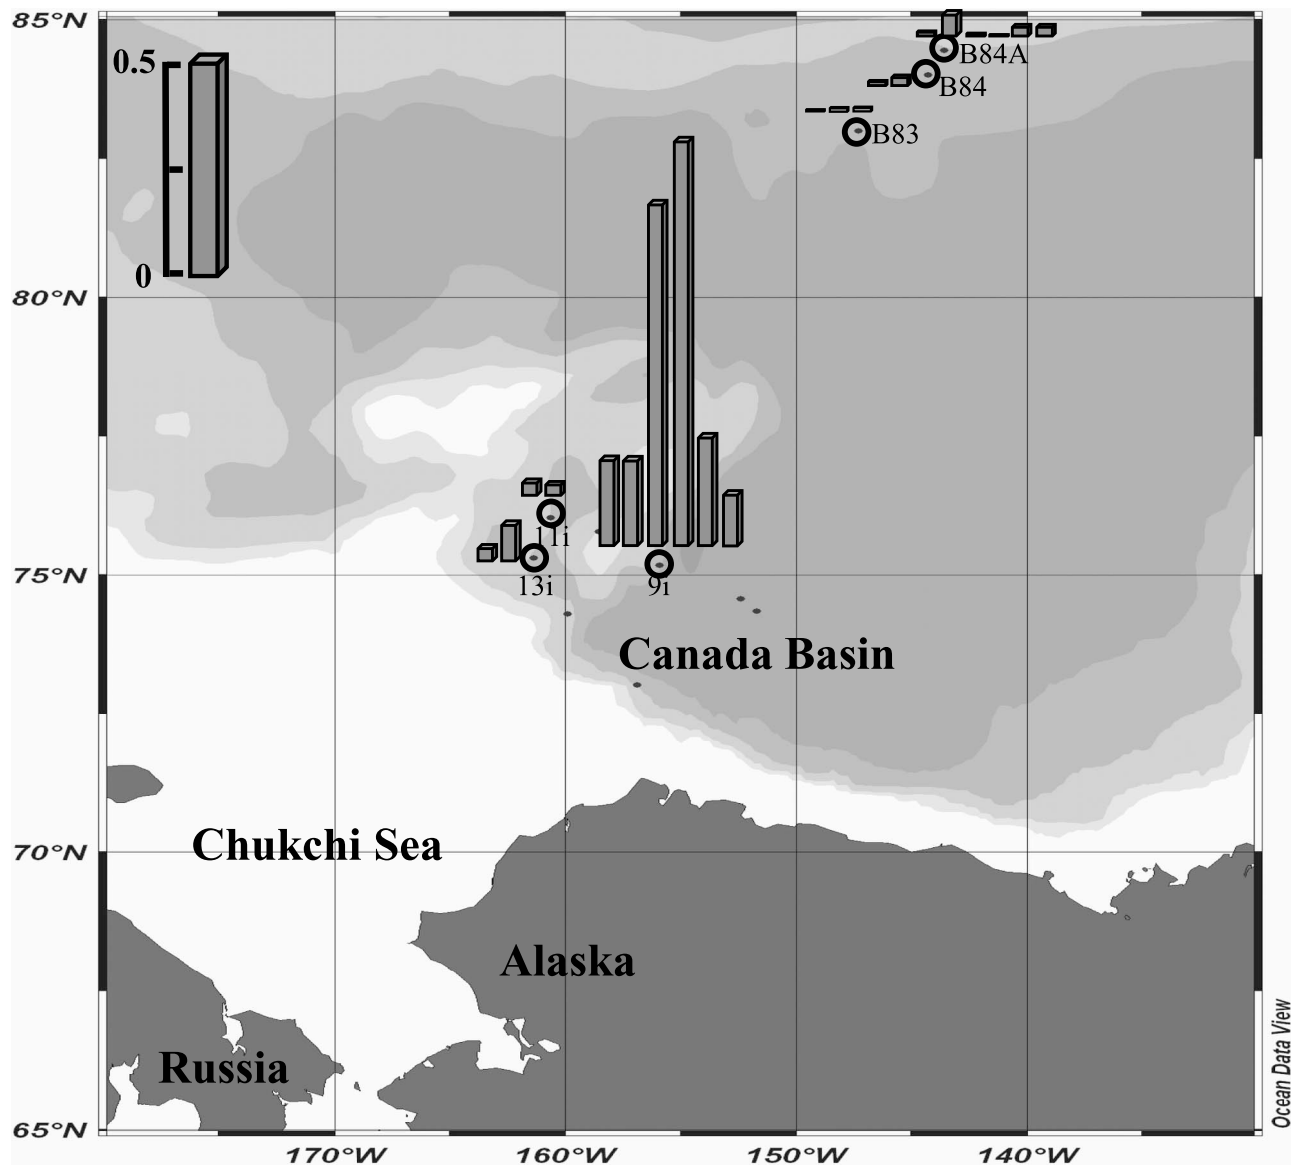 85°N
0.5
B84A
B84
B83
0
80°N
11i
75°N
13i
9i
Canada Basin
Chukchi Sea
70°N
Alaska
Russia
Ocean Data View
65°N
170°W
160°W
150°W
140°W